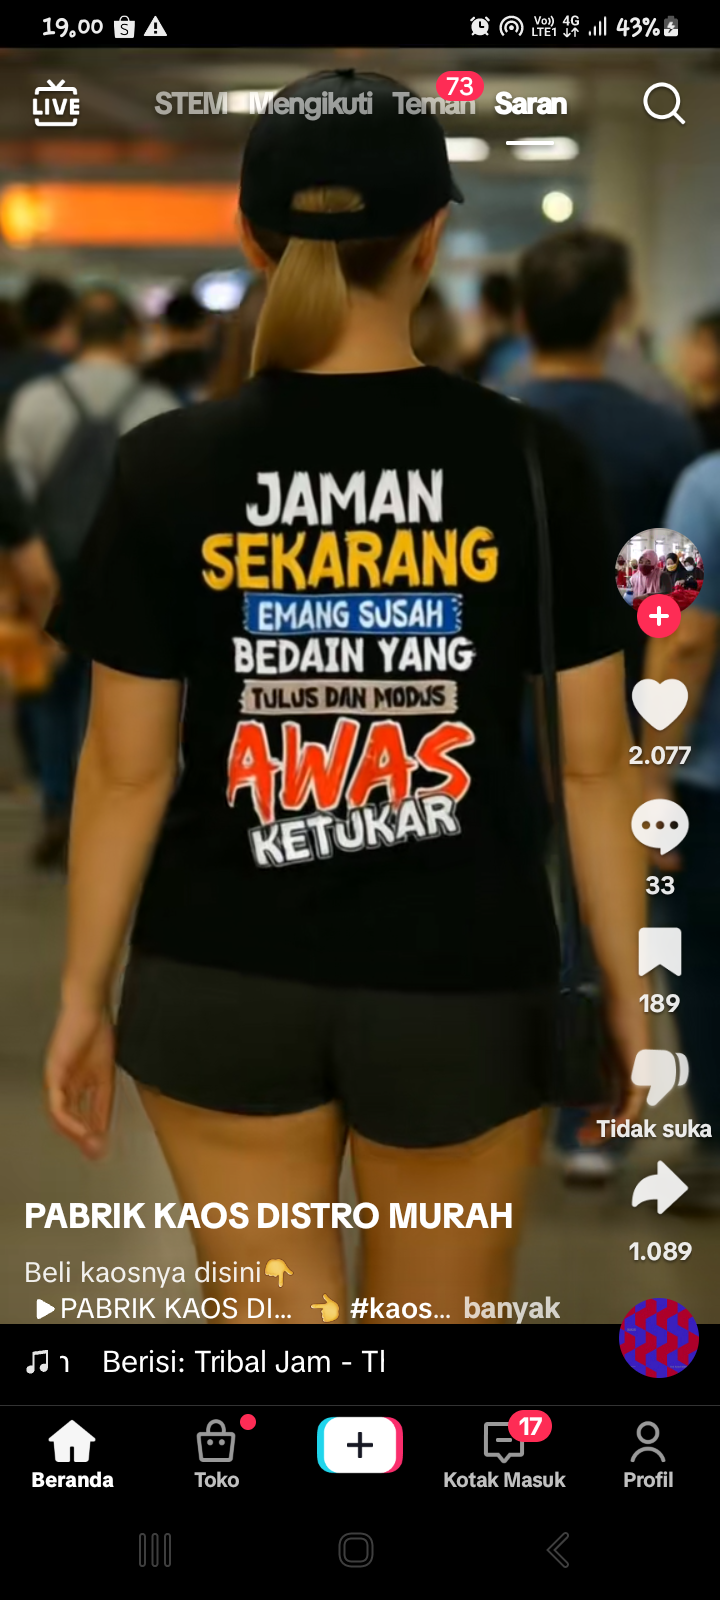 19.00
Vo)) 4G
LTE1
43%
LIVE
STEM Mengikuti Teman 73 Saran
JAMAN
SEKARANG
EMANG SUSAH
BEDAIN YANG
TULUS DAN MODUS
AWAS
KETUKAR
2.077
33
189
Tidak suka
1.089
PABRIK KAOS DISTRO MURAH
Beli kaosnya disini👇
▶PABRIK KAOS DI... 👈 #kaos... banyak
Berisi: Tribal Jam - Tl
17
Beranda Toko Kotak Masuk Profil